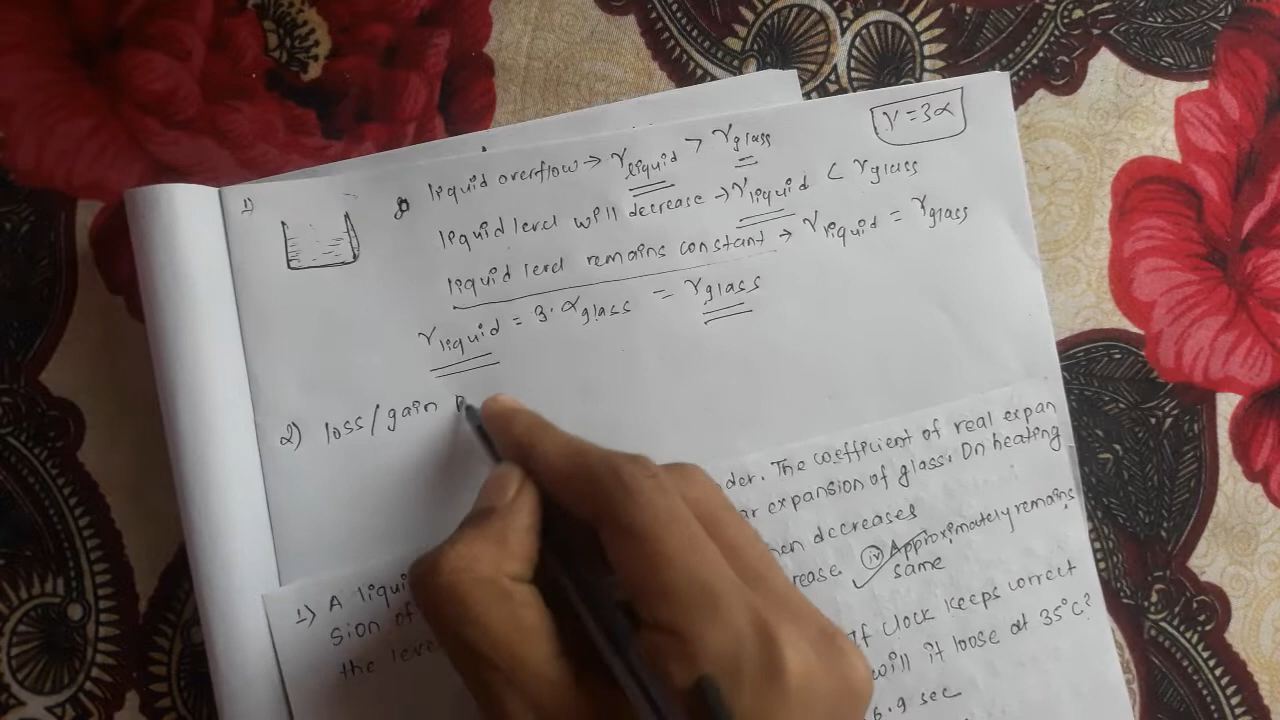 γ = 3α
1) liquid overflow → γliquid > γglass
liquid level will decrease → γliquid < γglass
liquid level remains constant → γliquid = γglass
γliquid = 3.αglass = γglass
2) loss/gain
1) A liqui der. The coefficient of real expan
sion of ar expansion of glass. On heating
the leve hen decreases
rease (iv) Approximately remains
same
If clock keeps correct
will it loose at 35°C?
6.9 sec